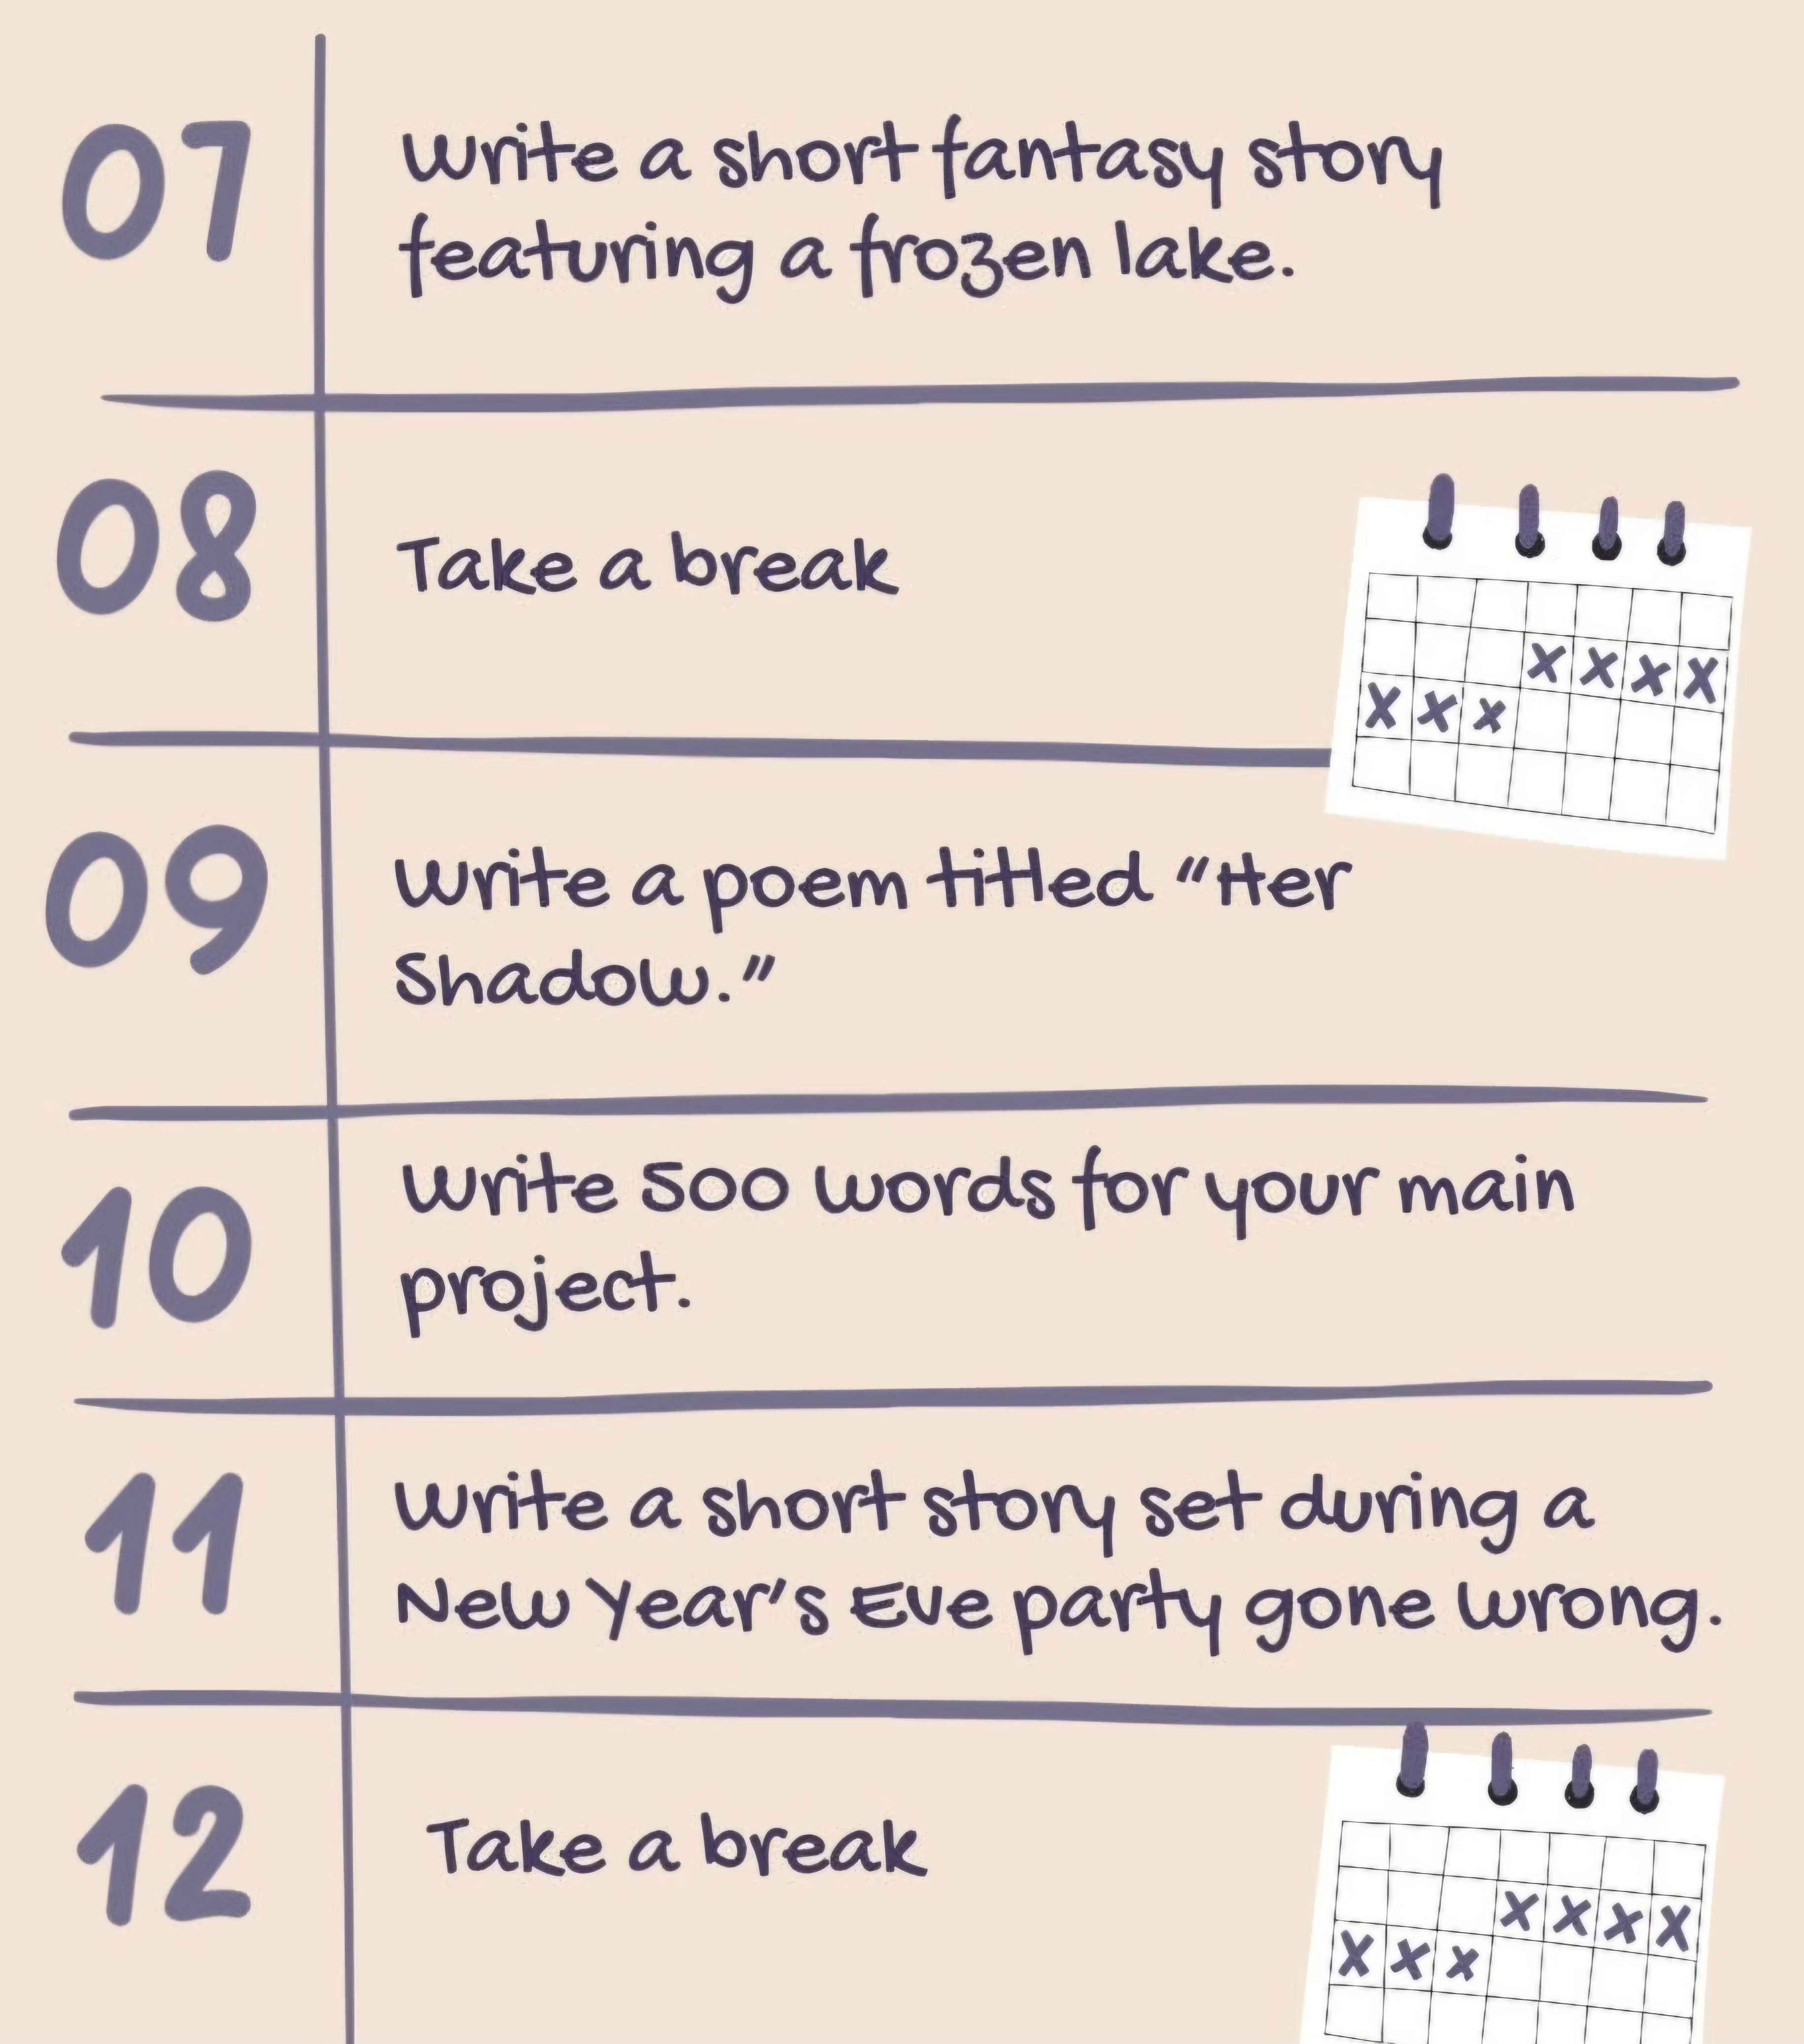 07
Write a short fantasy story
featuring a frozen lake.
08
Take a break
x x x x
x x x
09
Write a poem titled "Her
Shadow."
10
Write 500 words for your main
project.
11
Write a short story set during a
New Year's Eve party gone wrong.
12
Take a break
x x x x
x x x